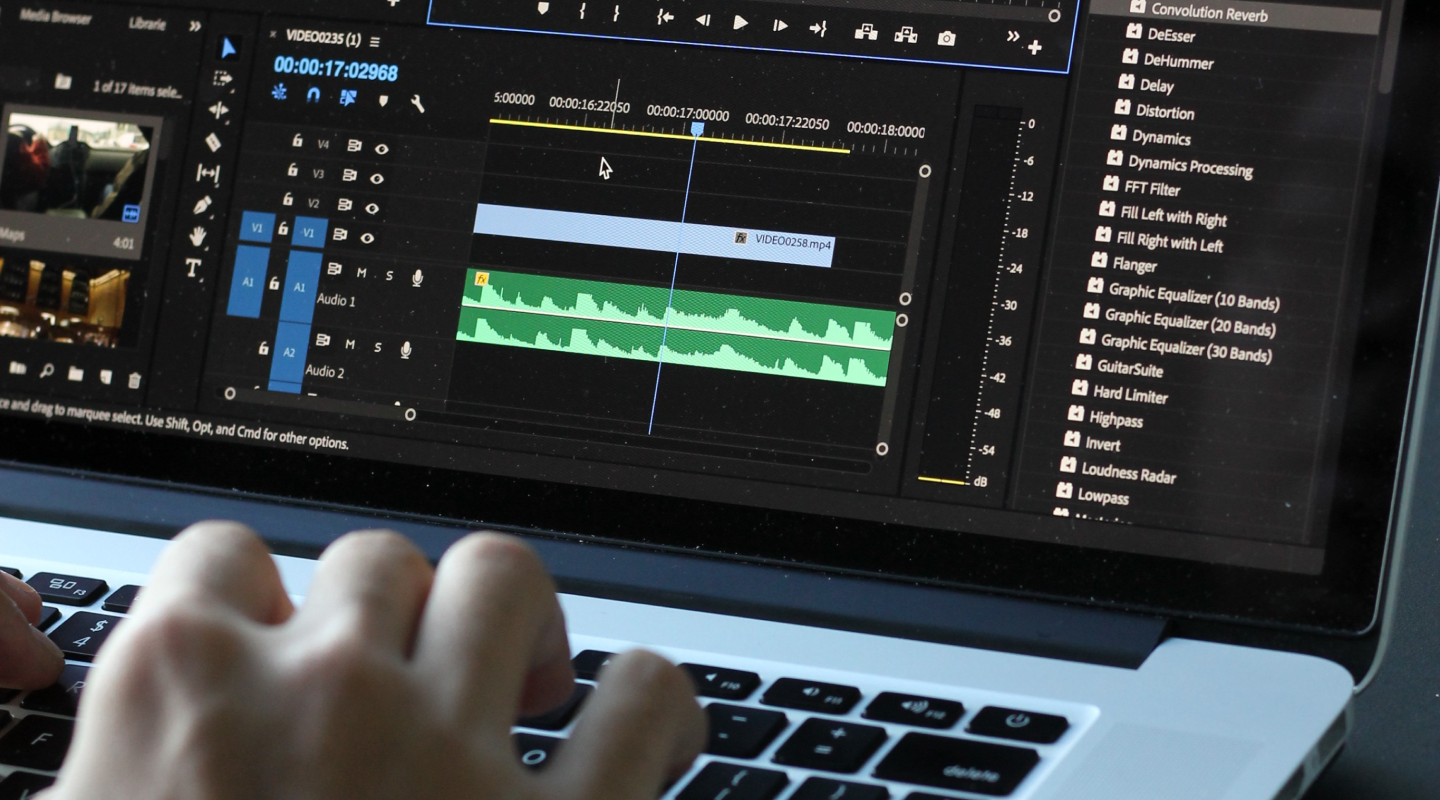 Media Browser
Librarie
1 of 17 items sele...
Maps
4:01
× VIDEO0235 (1)
00:00:17:02968
5:00000 00:00:16:22050 00:00:17:00000 00:00:17:22050 00:00:18:0000
V4
V3
V2
V1 V1
VIDEO0258.mp4
fx
A1 A1 M S
Audio 1
A2 M S
Audio 2
T
ce and drag to marquee select. Use Shift, Opt, and Cmd for other options.
0
-6
-12
-18
-24
-30
-36
-42
-48
-54
dB
Convolution Reverb
DeEsser
DeHummer
Delay
Distortion
Dynamics
Dynamics Processing
FFT Filter
Fill Left with Right
Fill Right with Left
Flanger
Graphic Equalizer (10 Bands)
Graphic Equalizer (20 Bands)
Graphic Equalizer (30 Bands)
GuitarSuite
Hard Limiter
Highpass
Invert
Loudness Radar
Lowpass
F3
$
4
R
F
O
F10
F11
F12
-
+
=
delete
{
}